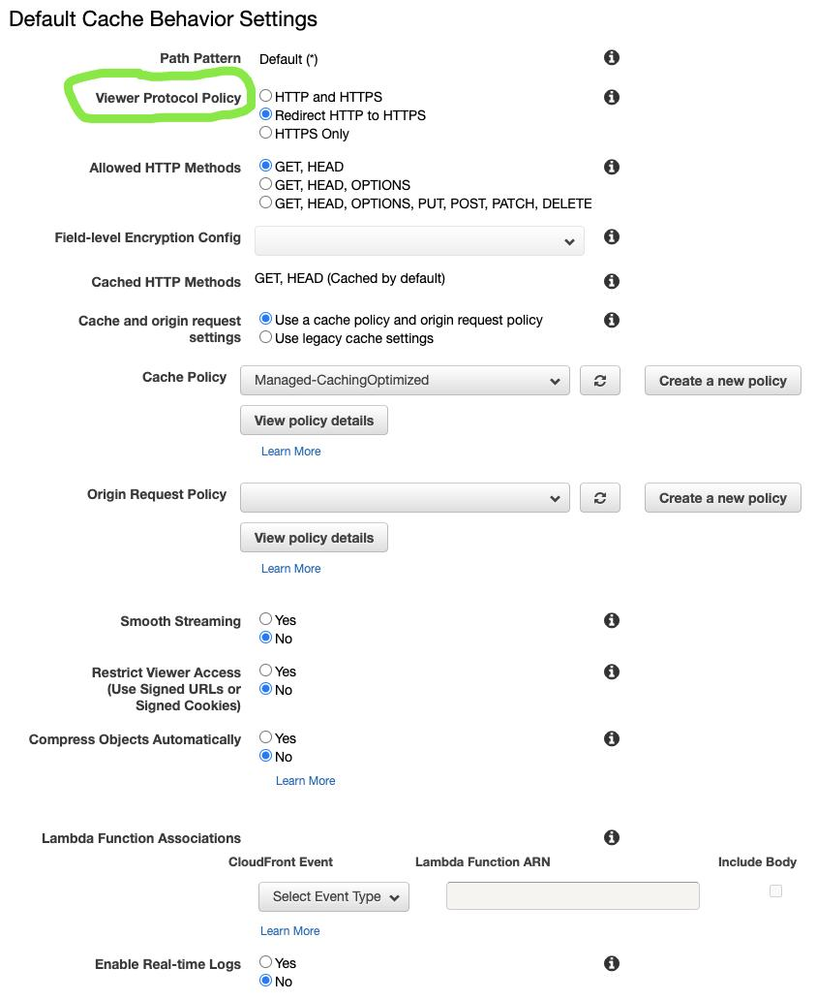 Default Cache Behavior Settings
Path Pattern Default (*)
Viewer Protocol Policy HTTP and HTTPS
Redirect HTTP to HTTPS
HTTPS Only
Allowed HTTP Methods GET, HEAD
GET, HEAD, OPTIONS
GET, HEAD, OPTIONS, PUT, POST, PATCH, DELETE
Field-level Encryption Config
Cached HTTP Methods GET, HEAD (Cached by default)
Cache and origin request settings Use a cache policy and origin request policy
Use legacy cache settings
Cache Policy Managed-CachingOptimized Create a new policy
View policy details
Learn More
Origin Request Policy Create a new policy
View policy details
Learn More
Smooth Streaming Yes
No
Restrict Viewer Access Yes
(Use Signed URLs or No
Signed Cookies)
Compress Objects Automatically Yes
No
Learn More
Lambda Function Associations
CloudFront Event Lambda Function ARN Include Body
Select Event Type
Learn More
Enable Real-time Logs Yes
No